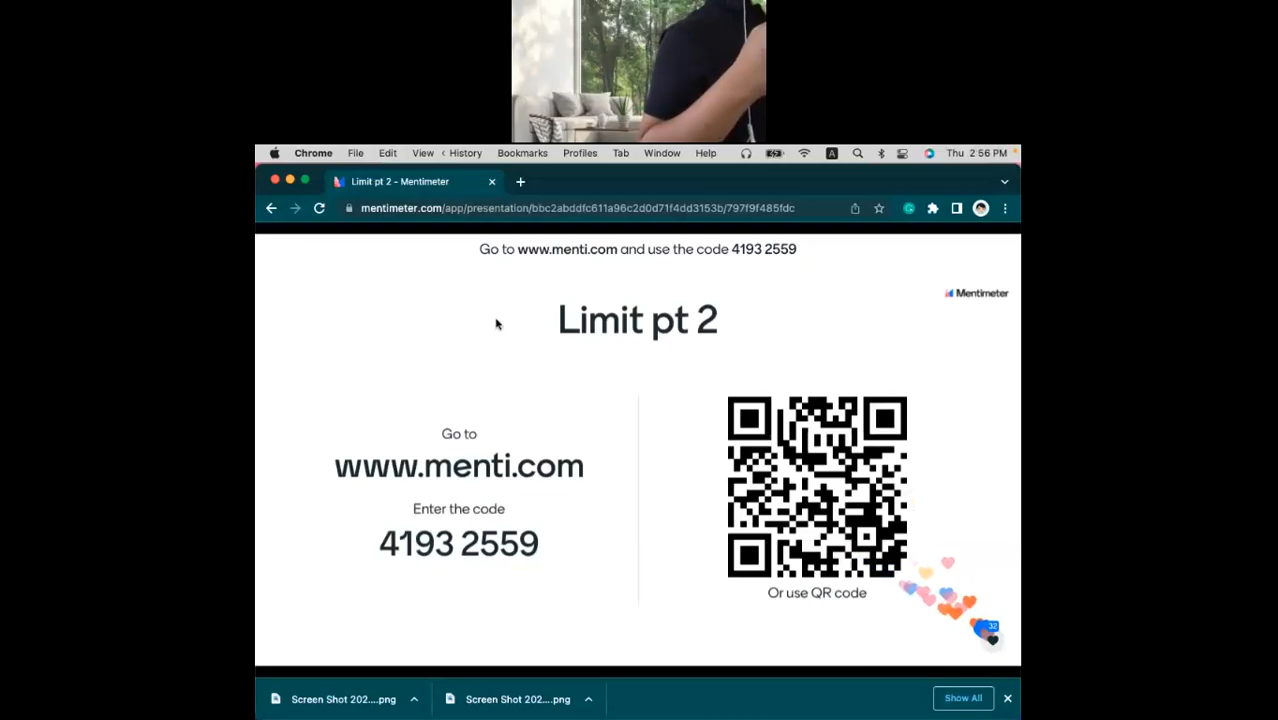 Chrome File Edit View History Bookmarks Profiles Tab Window Help A Thu 2:56 PM
Limit pt 2 - Mentimeter
mentimeter.com/app/presentation/bbc2abddfc611a96c2d0d71f4dd3153b/797f9f485fdc
Go to www.menti.com and use the code 4193 2559
Mentimeter
Limit pt 2
Go to
www.menti.com
Enter the code
4193 2559
Or use QR code
32
Screen Shot 202....png Screen Shot 202....png Show All